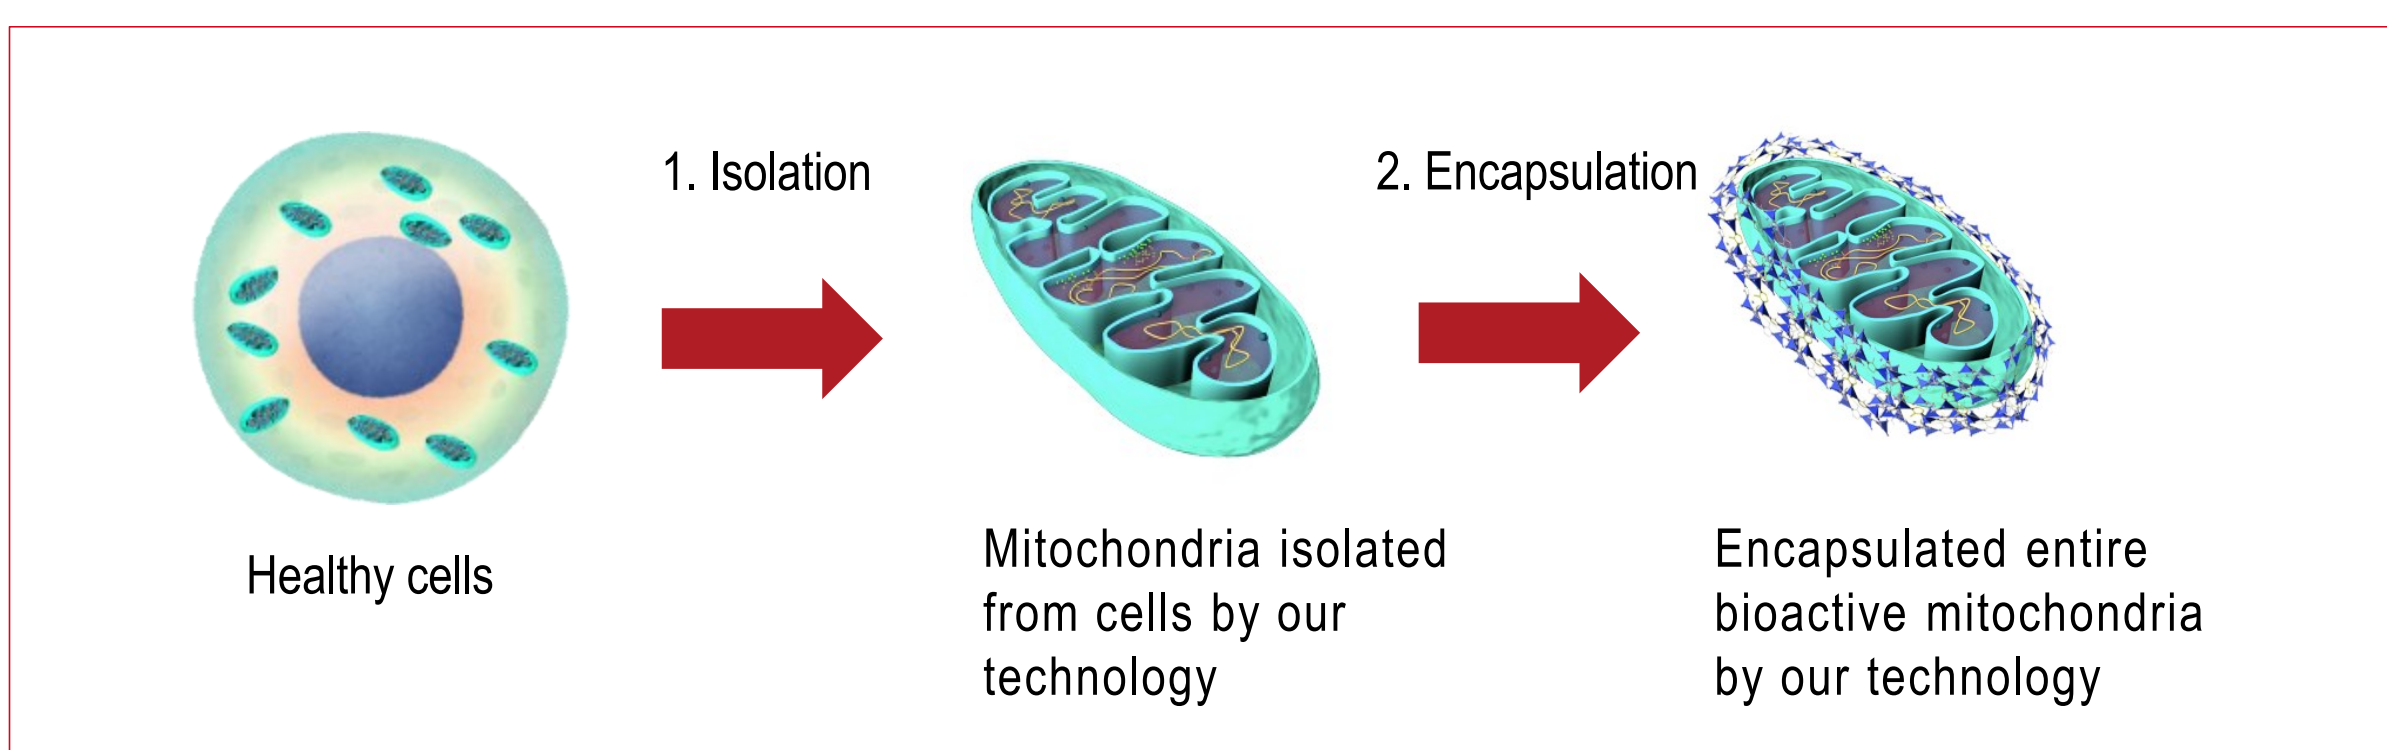 1. Isolation
2. Encapsulation
Healthy cells
Mitochondria isolated
from cells by our
technology
Encapsulated entire
bioactive mitochondria
by our technology